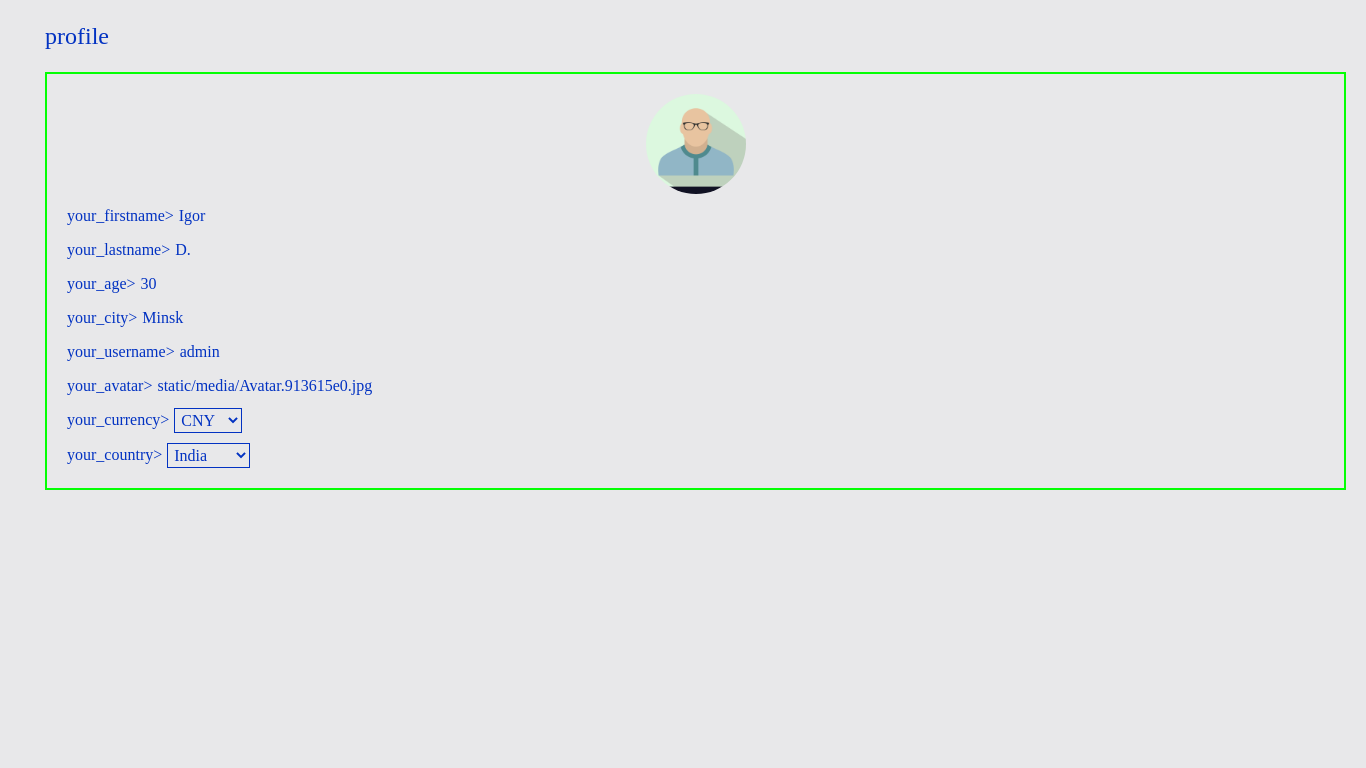 profile
your_firstname> Igor
your_lastname> D.
your_age> 30
your_city> Minsk
your_username> admin
your_avatar> static/media/Avatar.913615e0.jpg
your_currency> CNY
your_country> India